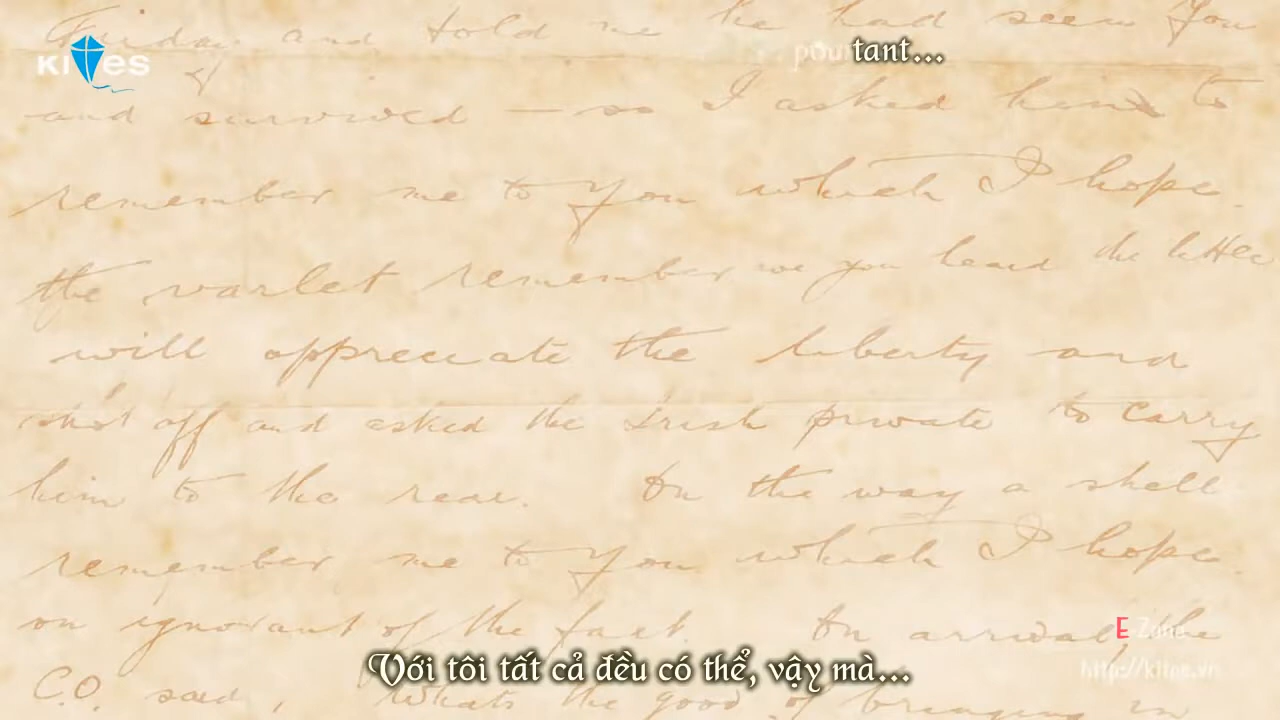 Friday and told me he had seen you
KITES
pourtant...
and survived — so I asked him to
remember me to you which I hope
the varlet remember we you heard the letter
will appreciate the liberty and
shot off and asked the Irish private to carry
him to the rear. On the way a shell
remember me to you which I hope
on ignorant of the fact. On arrival, the
E-Zone
Với tôi tất cả đều có thể, vậy mà...
http://kites.vn
C.O. said, whats the good of bringing in